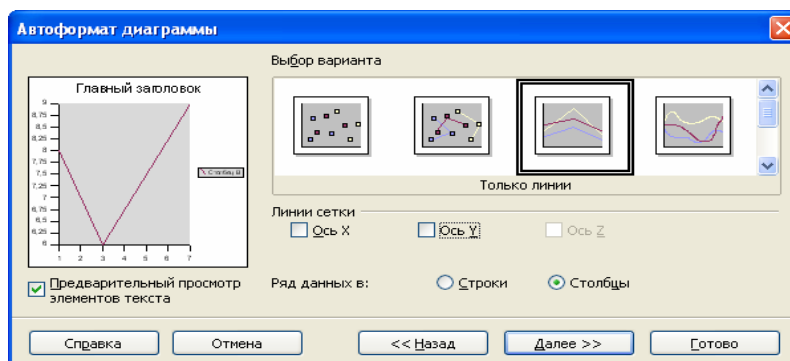 Автоформат диаграммы
Главный заголовок
9
8,75
8,5
8,25
8
7,75
7,5
7,25
7
6,75
6,5
6,25
6
1 2 3 4 5 6 7
Столбец B
Предварительный просмотр
элементов текста
Выбор варианта
Только линии
Линии сетки
Ось X
Ось Y
Ось Z
Ряд данных в:
Строки
Столбцы
Справка
Отмена
<< Назад
Далее >>
Готово